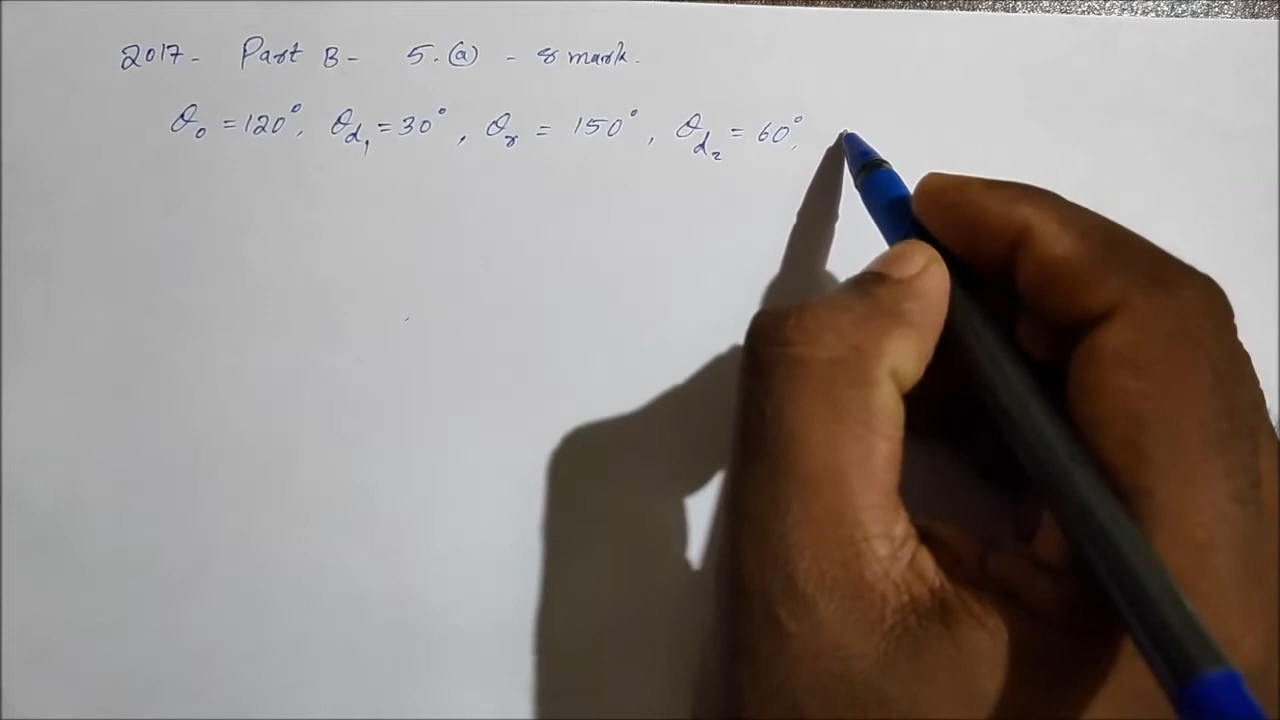 2017 - Part B - 5.(a) - 8 mark.
θ₀ = 120°, θd₁ = 30°, θr = 150°, θd₂ = 60°,